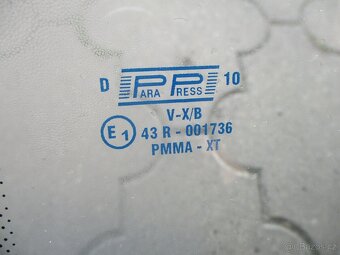 D PARA PRESS 10
V-X/B
E1 43 R - 001736
PMMA - XT